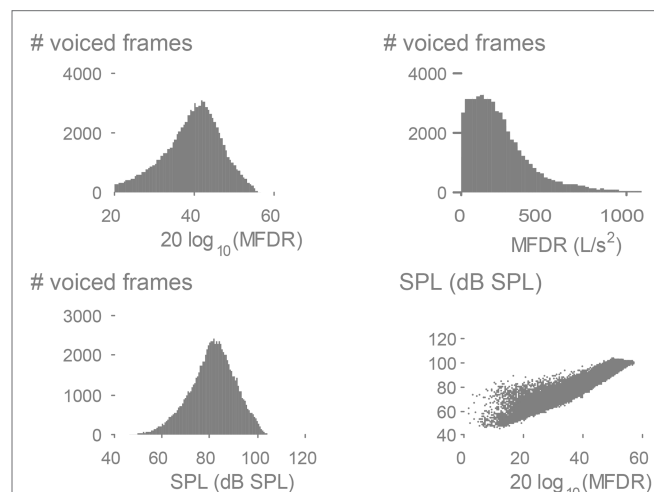 # voiced frames
4000
2000
0
20 40 60
20 log10(MFDR)
# voiced frames
4000
2000
0
0 500 1000
MFDR (L/s2)
# voiced frames
3000
2000
1000
0
40 60 80 100 120
SPL (dB SPL)
SPL (dB SPL)
120
100
80
60
40
0 20 40 60
20 log10(MFDR)